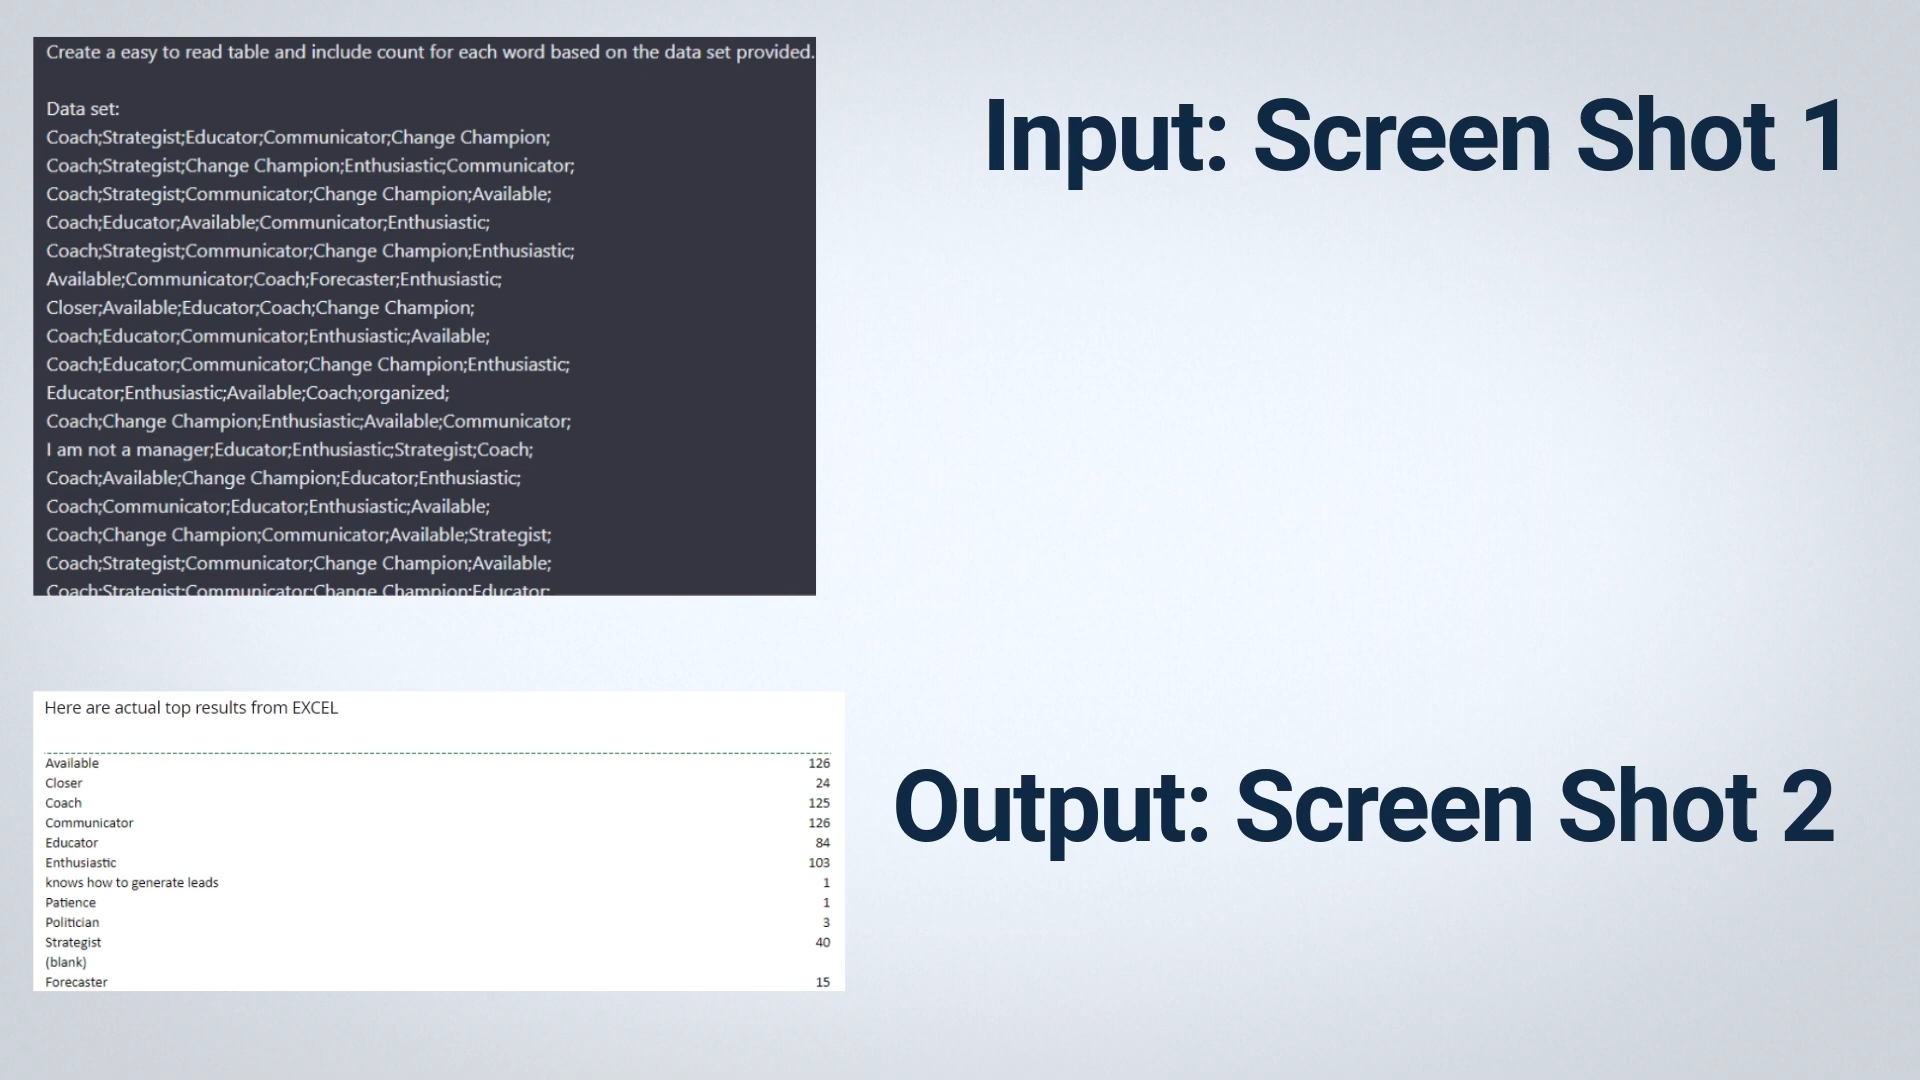 Create a easy to read table and include count for each word based on the data set provided.
Data set:
Coach;Strategist;Educator;Communicator;Change Champion;
Coach;Strategist;Change Champion;Enthusiastic;Communicator;
Coach;Strategist;Communicator;Change Champion;Available;
Coach;Educator;Available;Communicator;Enthusiastic;
Coach;Strategist;Communicator;Change Champion;Enthusiastic;
Available;Communicator;Coach;Forecaster;Enthusiastic;
Closer;Available;Educator;Coach;Change Champion;
Coach;Educator;Communicator;Enthusiastic;Available;
Coach;Educator;Communicator;Change Champion;Enthusiastic;
Educator;Enthusiastic;Available;Coach;organized;
Coach;Change Champion;Enthusiastic;Available;Communicator;
I am not a manager;Educator;Enthusiastic;Strategist;Coach;
Coach;Available;Change Champion;Educator;Enthusiastic;
Coach;Communicator;Educator;Enthusiastic;Available;
Coach;Change Champion;Communicator;Available;Strategist;
Coach;Strategist;Communicator;Change Champion;Available;
Coach;Strategist;Communicator;Change Champion;Educator;
Input: Screen Shot 1
Here are actual top results from EXCEL
Available 126
Closer 24
Coach 125
Communicator 126
Educator 84
Enthusiastic 103
knows how to generate leads 1
Patience 1
Politician 3
Strategist 40
(blank)
Forecaster 15
Output: Screen Shot 2